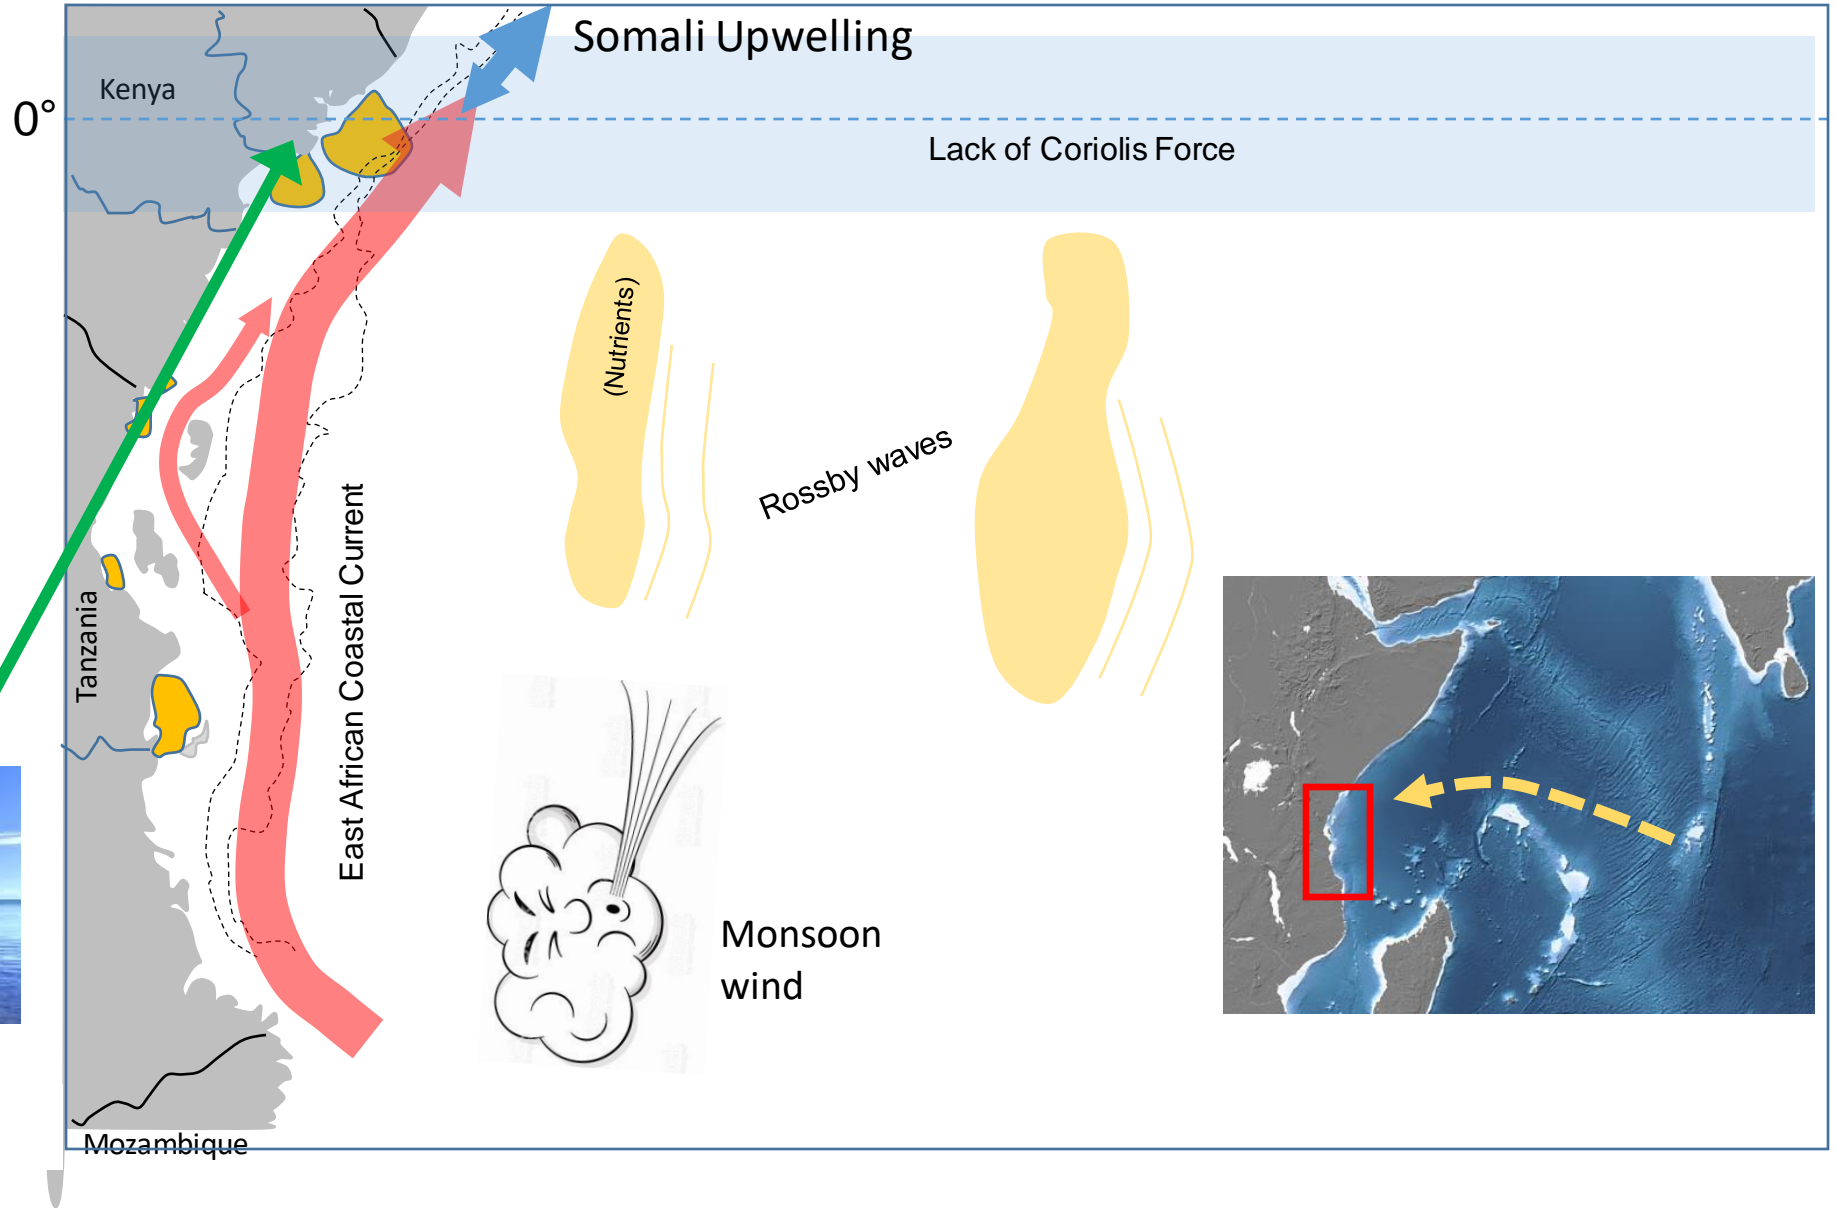 Somali Upwelling
Kenya
0°
Lack of Coriolis Force
(Nutrients)
Rossby waves
East African Coastal Current
Tanzania
Monsoon
wind
Mozambique